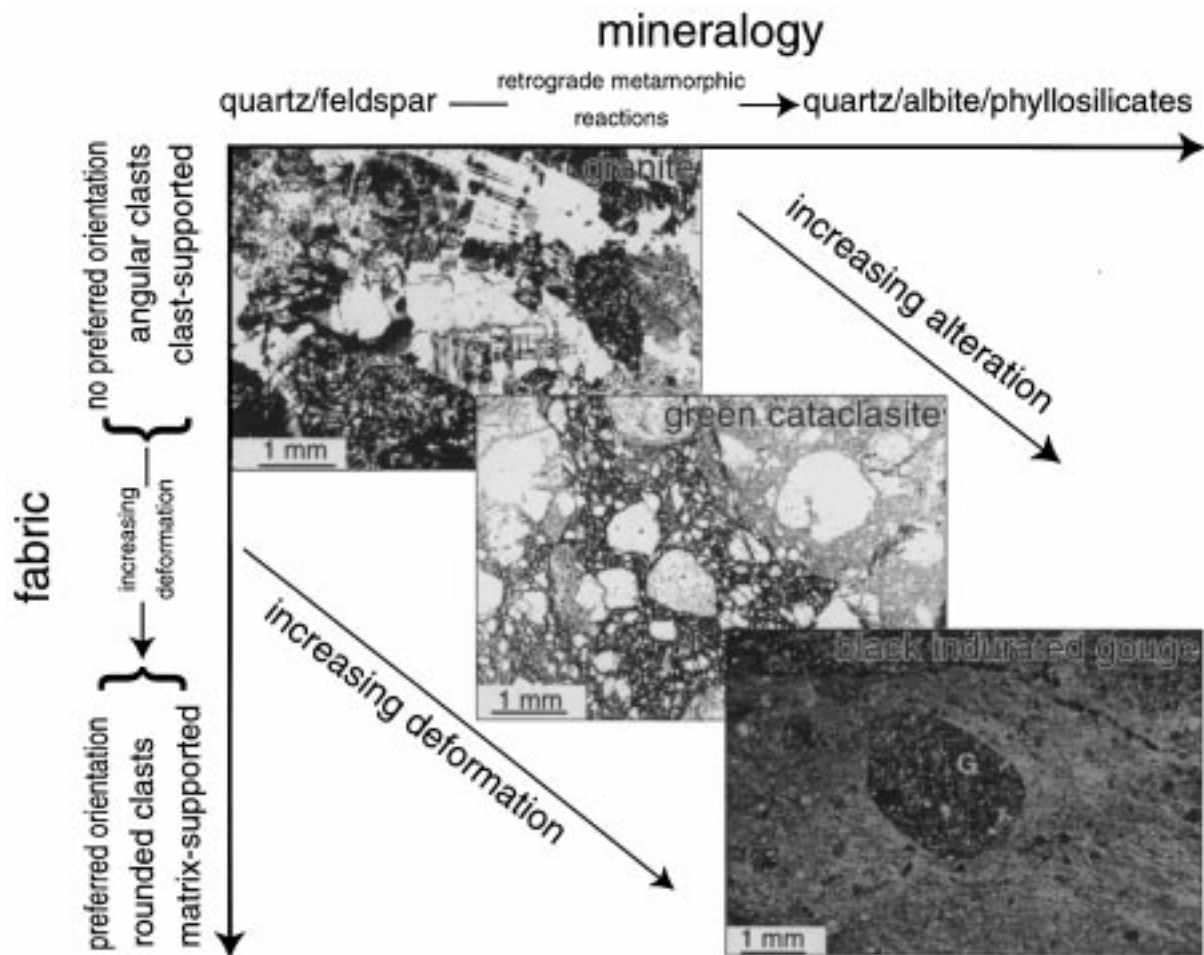 mineralogy
retrograde metamorphic
quartz/feldspar
quartz/albite/phyllosilicates
reactions
no preferred orientation
angular clasts
clast-supported
granite
increasing alteration
green cataclasite
1 mm
fabric
increasing
deformation
increasing deformation
1 mm
black indurated gouge
G
preferred orientation
rounded clasts
matrix-supported
1 mm